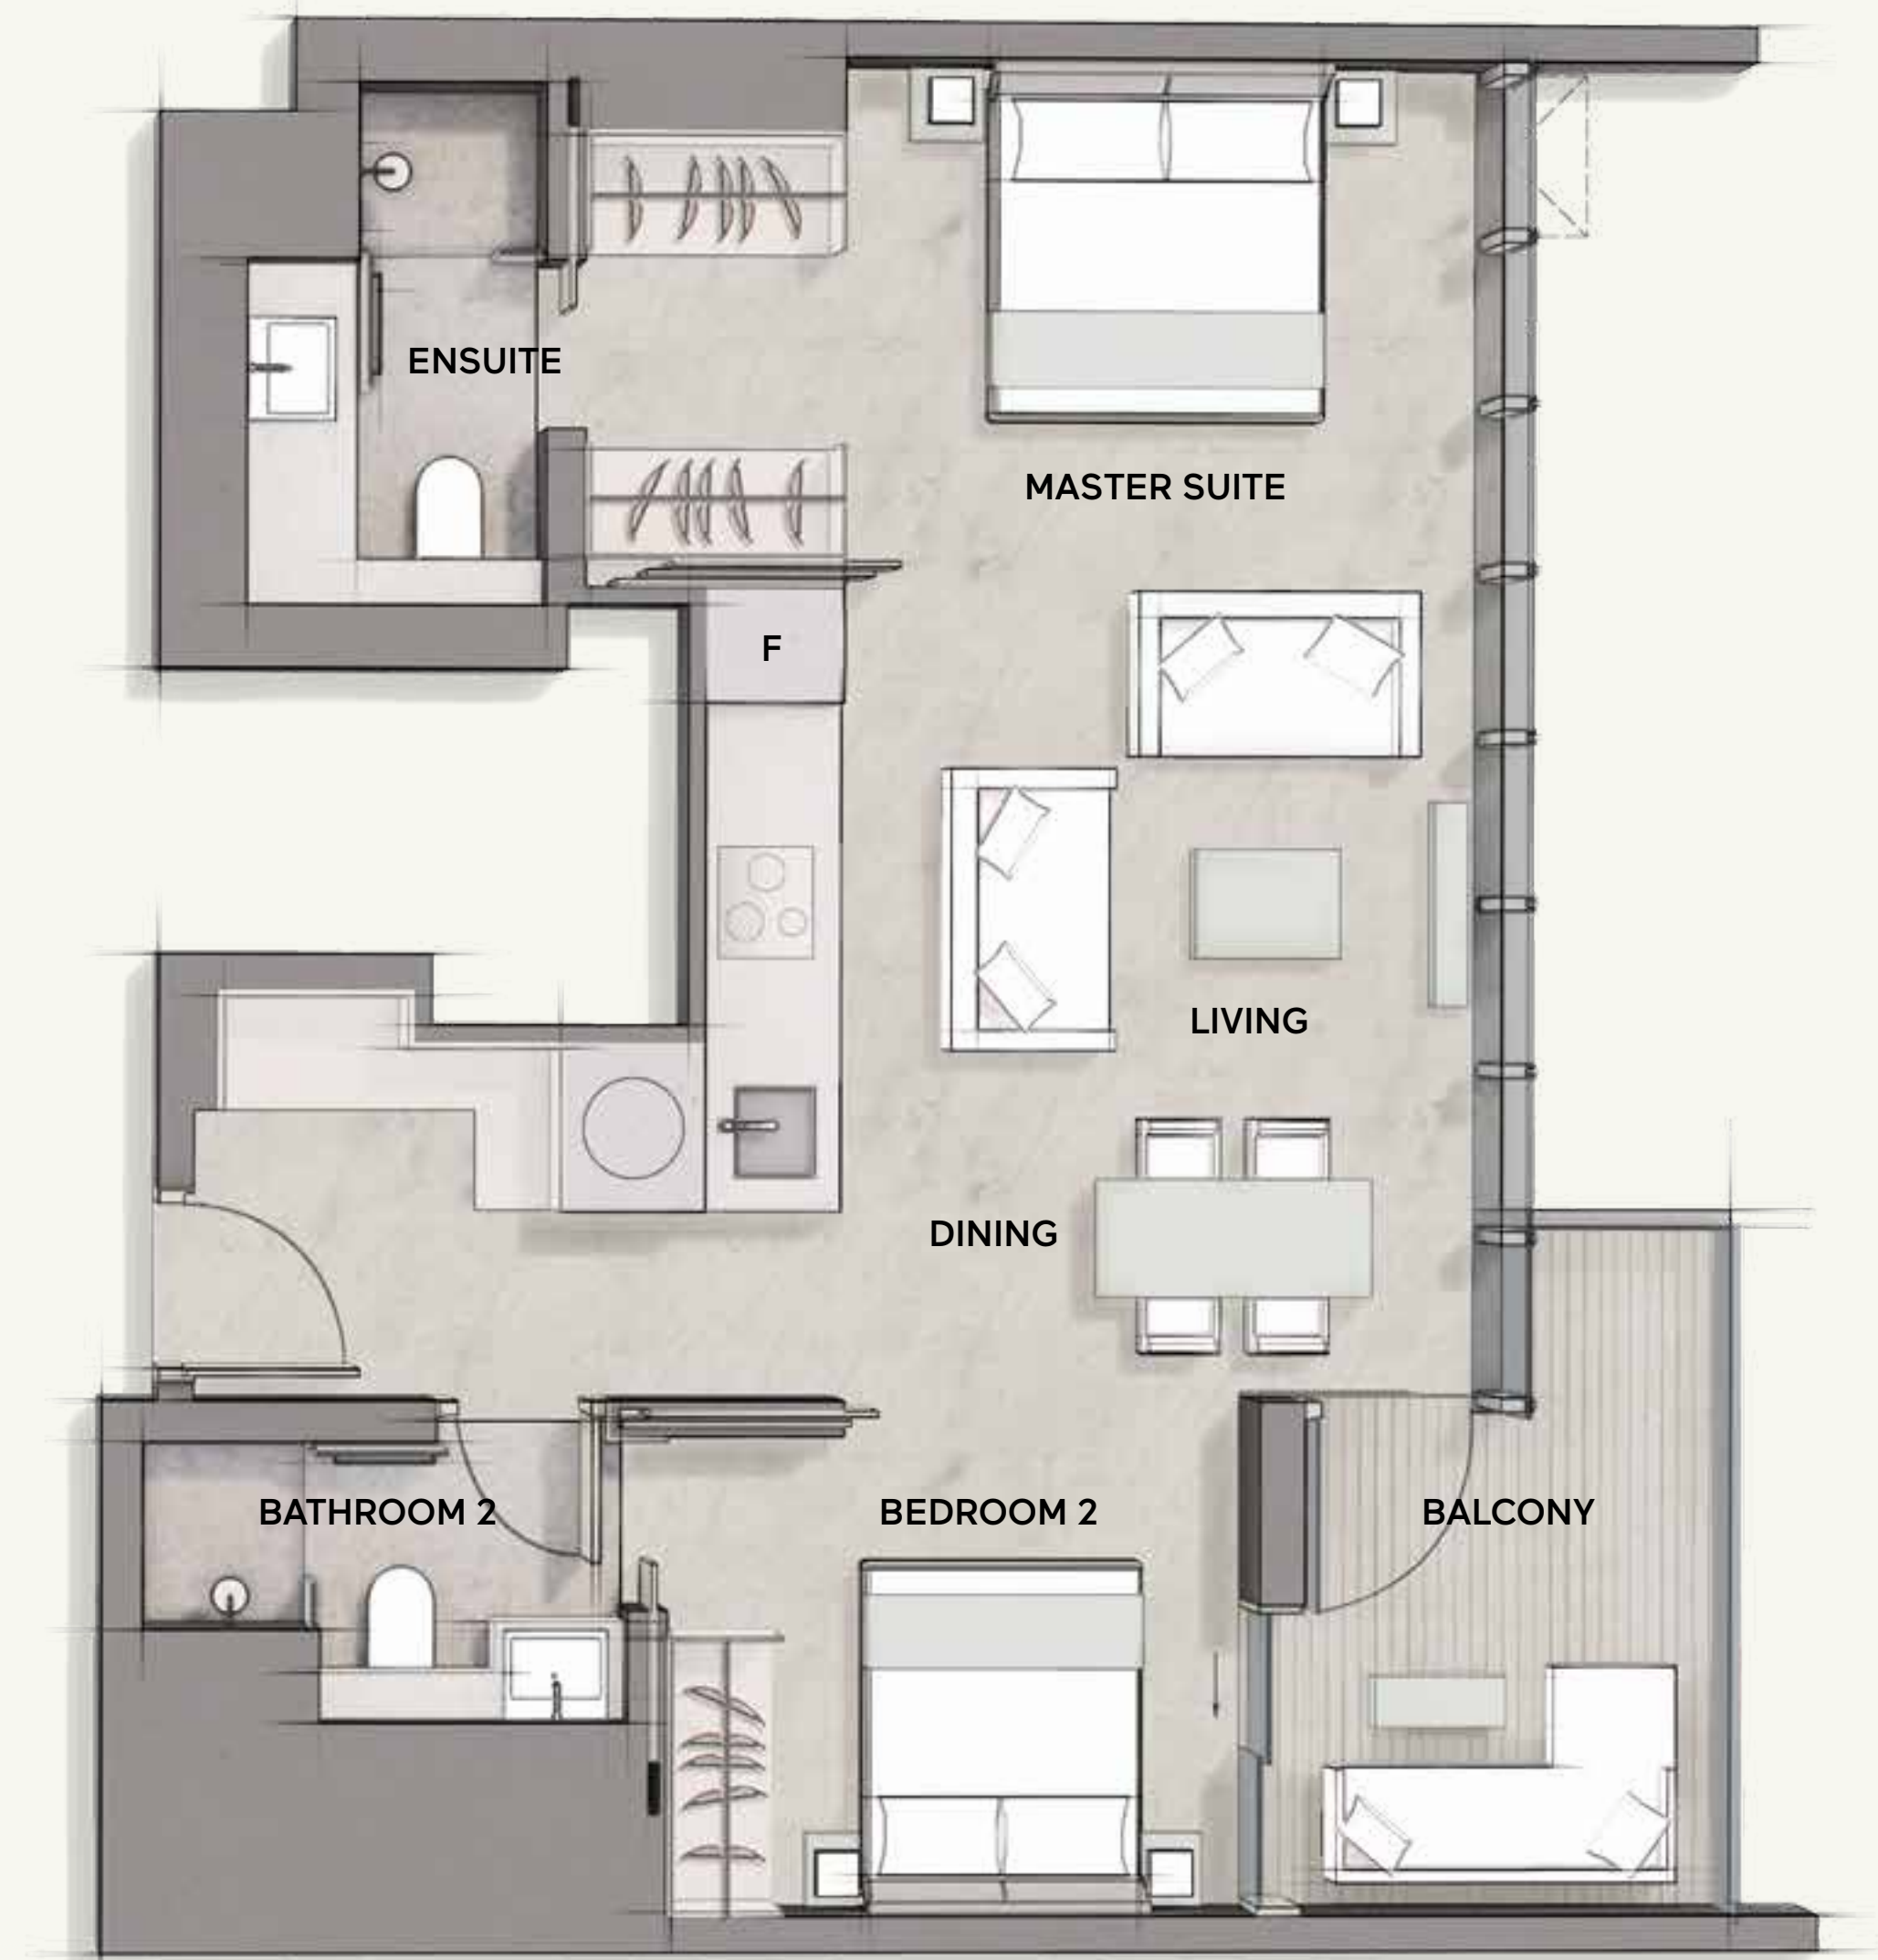 ENSUITE
MASTER SUITE
F
LIVING
DINING
BATHROOM 2
BEDROOM 2
BALCONY